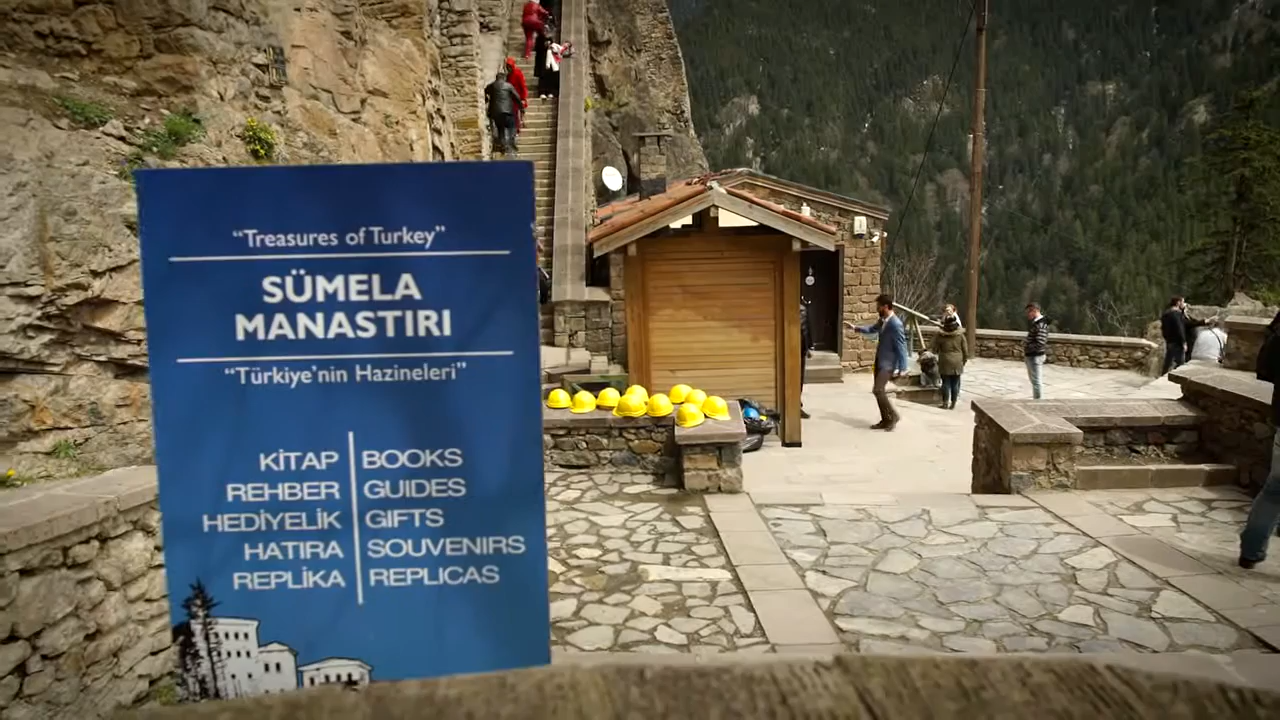 “Treasures of Turkey”
SÜMELA
MANASTIRI
“Türkiye'nin Hazineleri”
KİTAP | BOOKS
REHBER | GUIDES
HEDİYELİK | GIFTS
HATIRA | SOUVENIRS
REPLİKA | REPLICAS